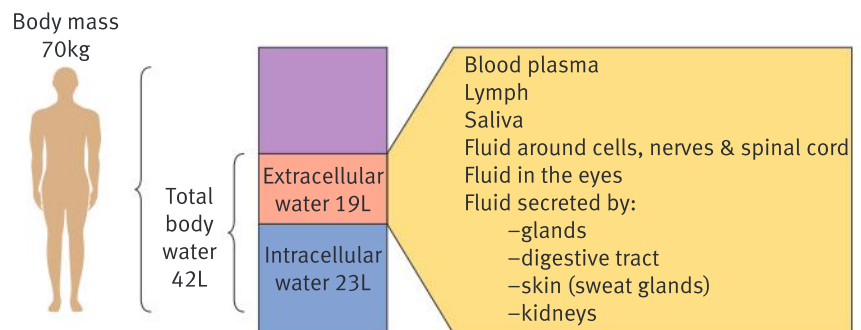 Body mass
70kg
Total
body
water
42L
Extracellular
water 19L
Intracellular
water 23L
Blood plasma
Lymph
Saliva
Fluid around cells, nerves & spinal cord
Fluid in the eyes
Fluid secreted by:
–glands
–digestive tract
–skin (sweat glands)
–kidneys